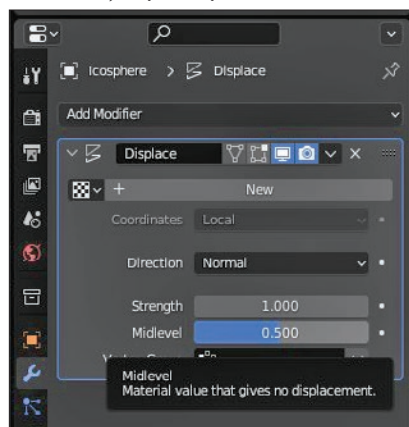 Icosphere > Displace
Add Modifier
Displace
+ New
Coordinates Local
Direction Normal
Strength 1.000
Midlevel 0.500
Midlevel
Material value that gives no displacement.